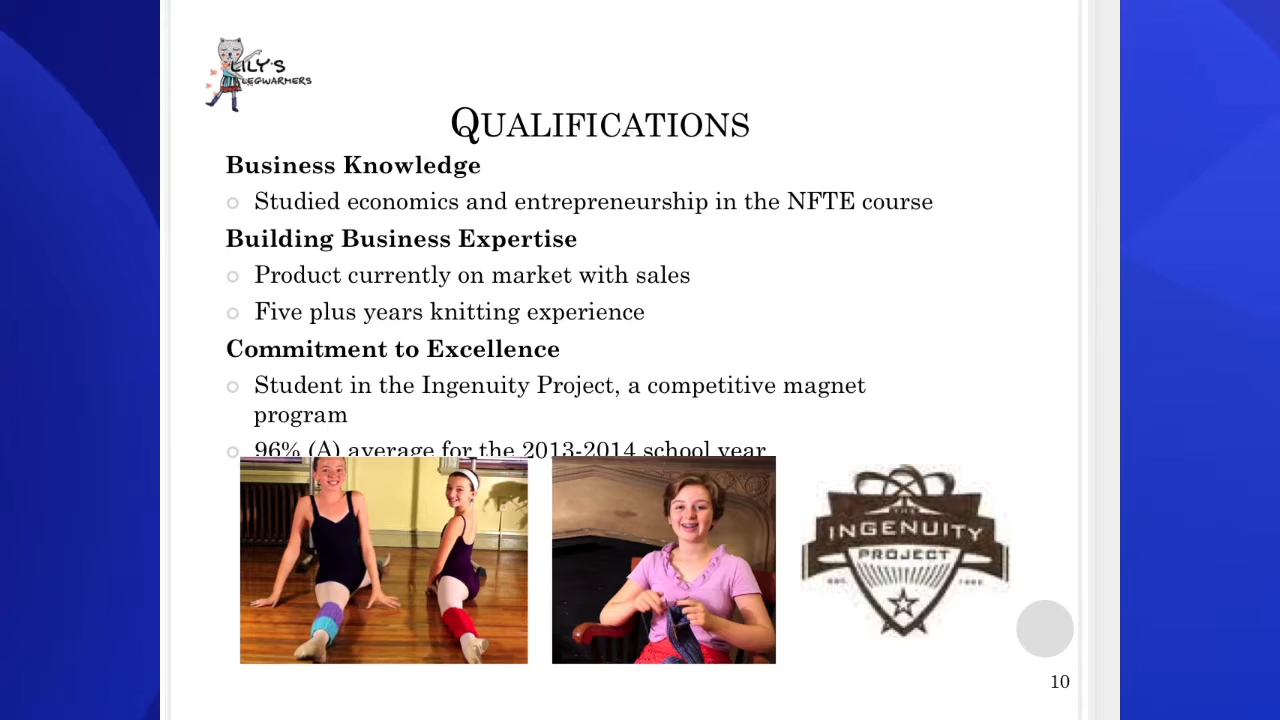 LILY'S
LEGWARMERS
QUALIFICATIONS
Business Knowledge
Studied economics and entrepreneurship in the NFTE course
Building Business Expertise
Product currently on market with sales
Five plus years knitting experience
Commitment to Excellence
Student in the Ingenuity Project, a competitive magnet
program
96% (A) average for the 2013-2014 school year
THE
INGENUITY
PROJECT
EST.
10